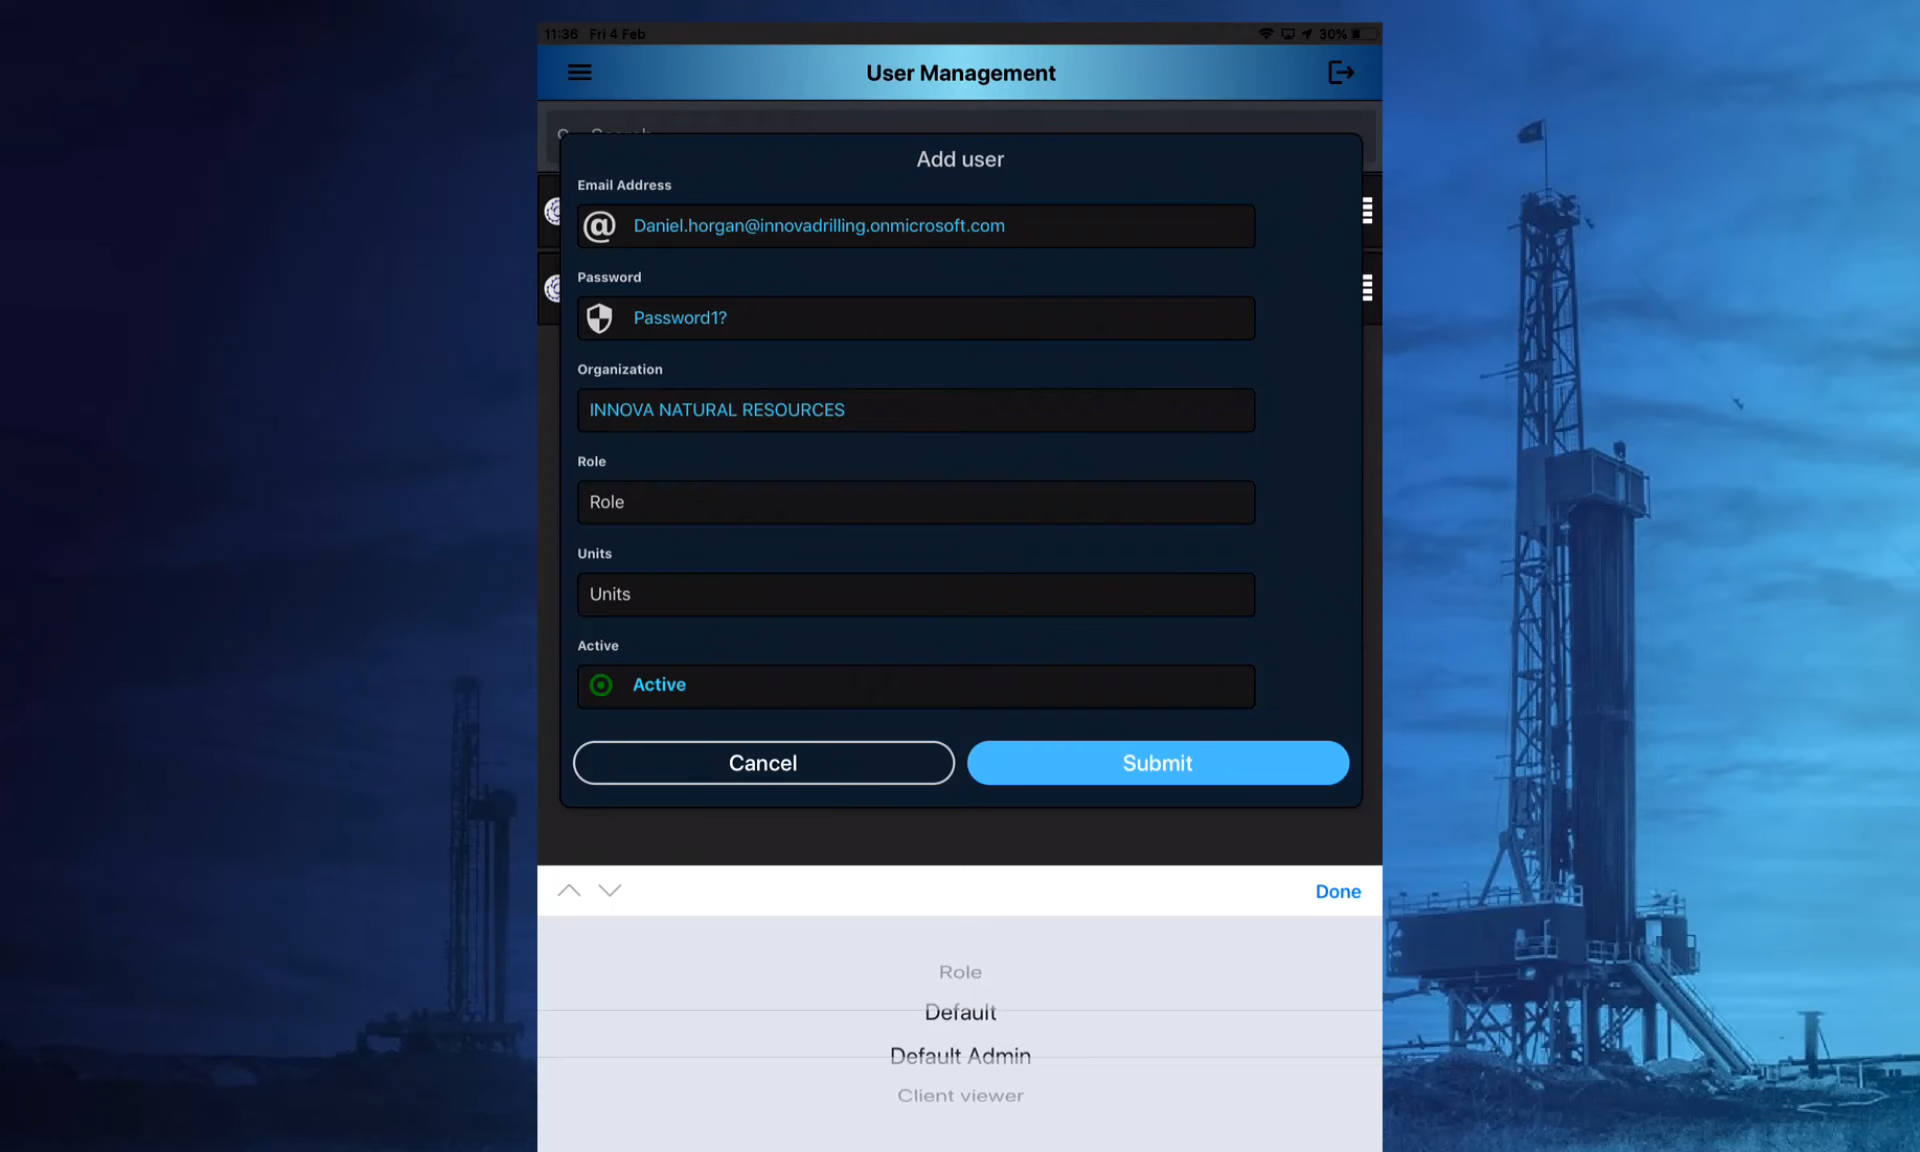 11:36 Fri 4 Feb 30%
User Management
Search
Add user
Email Address
@ Daniel.horgan@innovadrilling.onmicrosoft.com
Password
Password1?
Organization
INNOVA NATURAL RESOURCES
Role
Role
Units
Units
Active
Active
Cancel Submit
Done
Role
Default
Default Admin
Client viewer